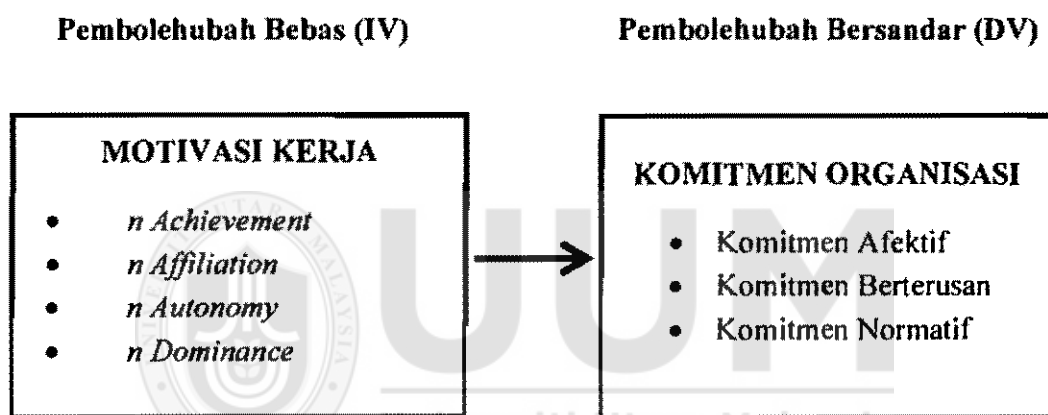 Pembolehubah Bebas (IV)
Pembolehubah Bersandar (DV)
MOTIVASI KERJA
• n Achievement
• n Affiliation
• n Autonomy
• n Dominance
KOMITMEN ORGANISASI
• Komitmen Afektif
• Komitmen Berterusan
• Komitmen Normatif
UUM